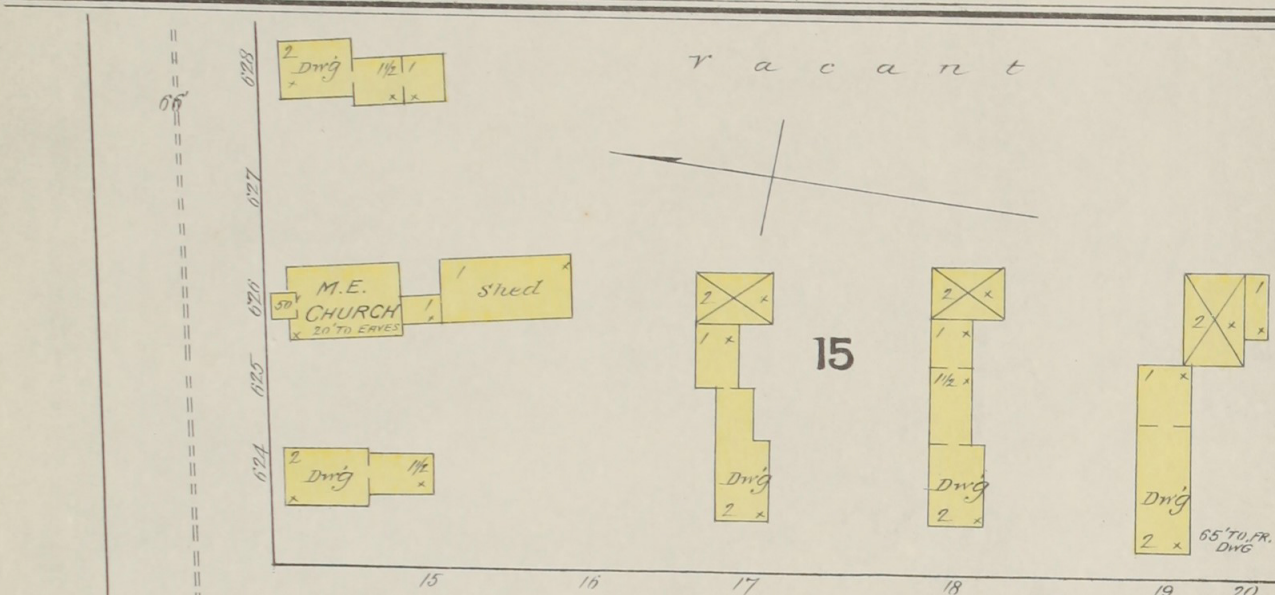 628
2
Dwg
x
1½
1
x
x
vacant
66'
627
626
50'
M.E.
CHURCH
20' TO EAVES
x
1
x
1
Shed
x
625
624
2
Dwg
x
1½
x
2
x
1
x
Dwg
2
x
15
2
x
1
x
1½
x
Dwg
2
x
2
x
1
x
1
x
Dwg
2
x
65' TO FR.
DWG
15
16
17
18
19
20